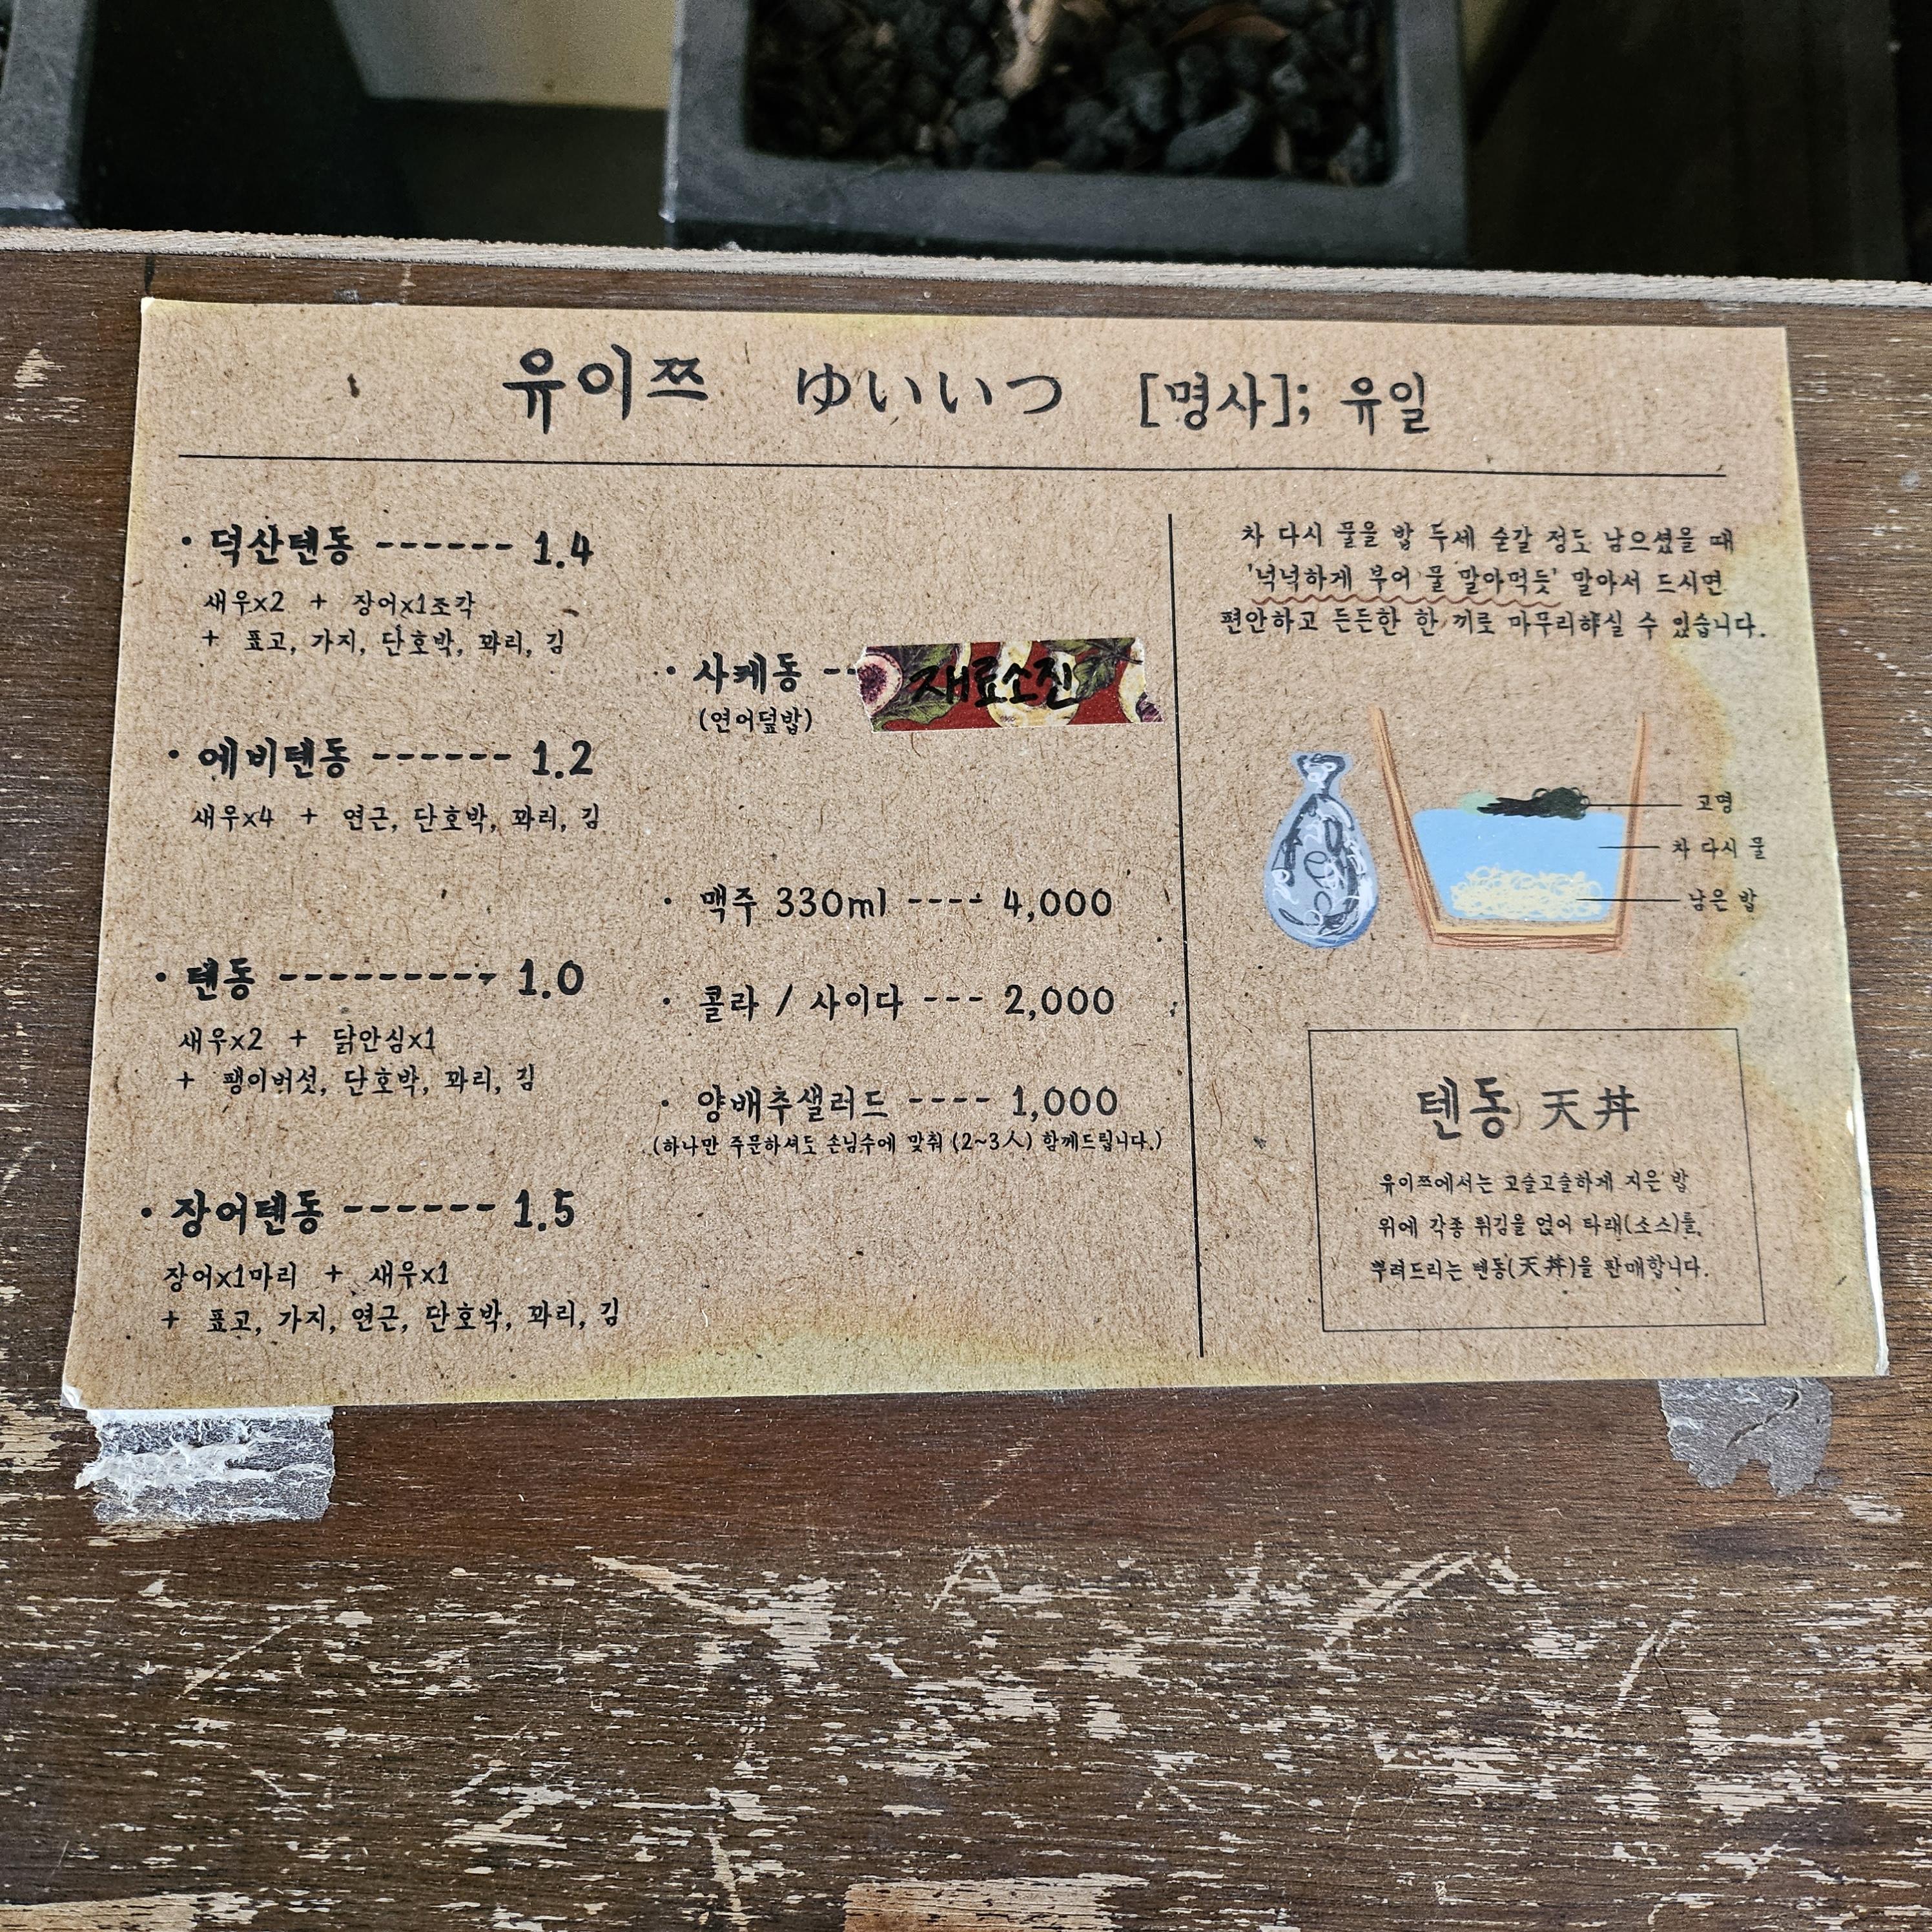 유이쯔 ゆいいつ [명사]; 유일
· 덕산텐동 ------ 1.4
새우x2 + 장어x1조각
+ 표고, 가지, 단호박, 꽈리, 김
· 에비텐동 ------ 1.2
새우x4 + 연근, 단호박, 꽈리, 김
· 텐동 --------- 1.0
새우x2 + 닭안심x1
+ 팽이버섯, 단호박, 꽈리, 김
· 장어텐동 ------ 1.5
장어x1마리 + 새우x1
+ 표고, 가지, 연근, 단호박, 꽈리, 김
· 사케동 -- 재료소진
(연어덮밥)
· 맥주 330ml ---- 4,000
· 콜라 / 사이다 --- 2,000
· 양배추샐러드 ---- 1,000
(하나만 주문하셔도 손님수에 맞춰 (2~3人) 함께드립니다.)
차 다시 물을 밥 두세 숟갈 정도 남으셨을 때
'넉넉하게 부어 물 말아먹듯' 말아서 드시면
편안하고 든든한 한 끼로 마무리하실 수 있습니다.
고명
차 다시 물
남은 밥
텐동 天丼
유이쯔에서는 고슬고슬하게 지은 밥
위에 각종 튀김을 얹어 타래(소스)를
뿌려드리는 텐동(天丼)을 판매합니다.